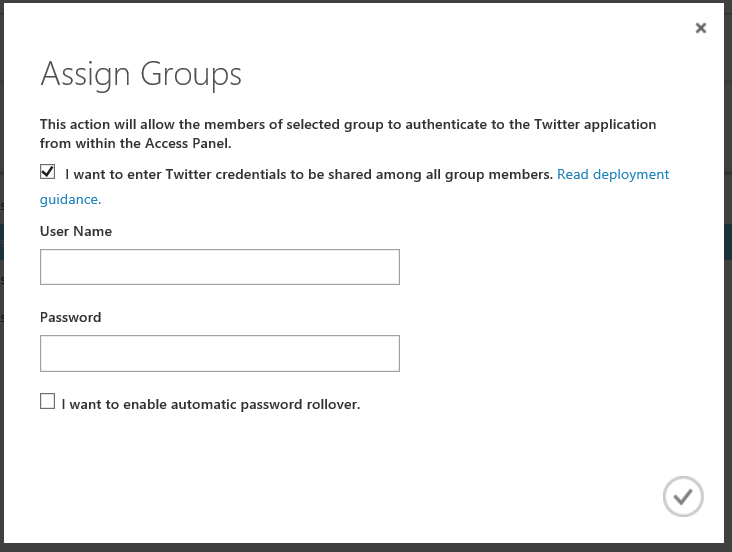 Assign Groups
This action will allow the members of selected group to authenticate to the Twitter application
from within the Access Panel.
I want to enter Twitter credentials to be shared among all group members. Read deployment
guidance.
User Name
Password
I want to enable automatic password rollover.